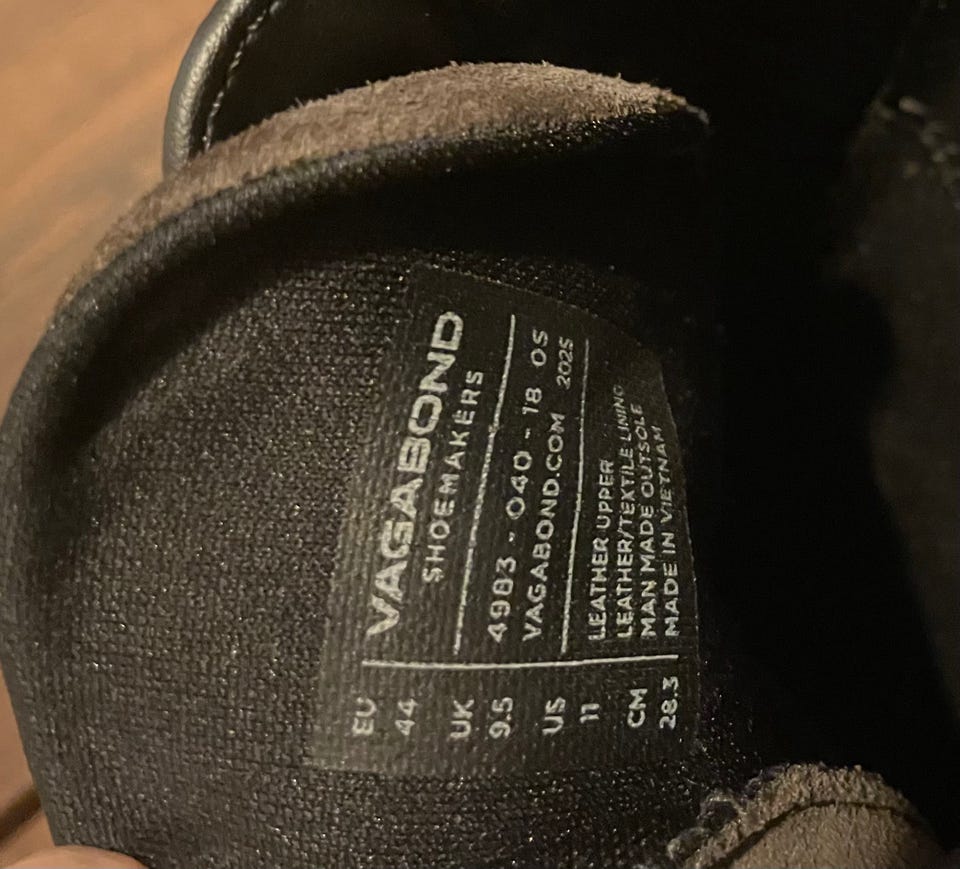 VAGABOND
SHOEMAKERS
4983-040-18 OS
VAGABOND.COM 2025
LEATHER UPPER
LEATHER/TEXTILE LINING
MAN MADE OUTSOLE
MADE IN VIETNAM
EU
44
UK
9.5
US
11
CM
28.3